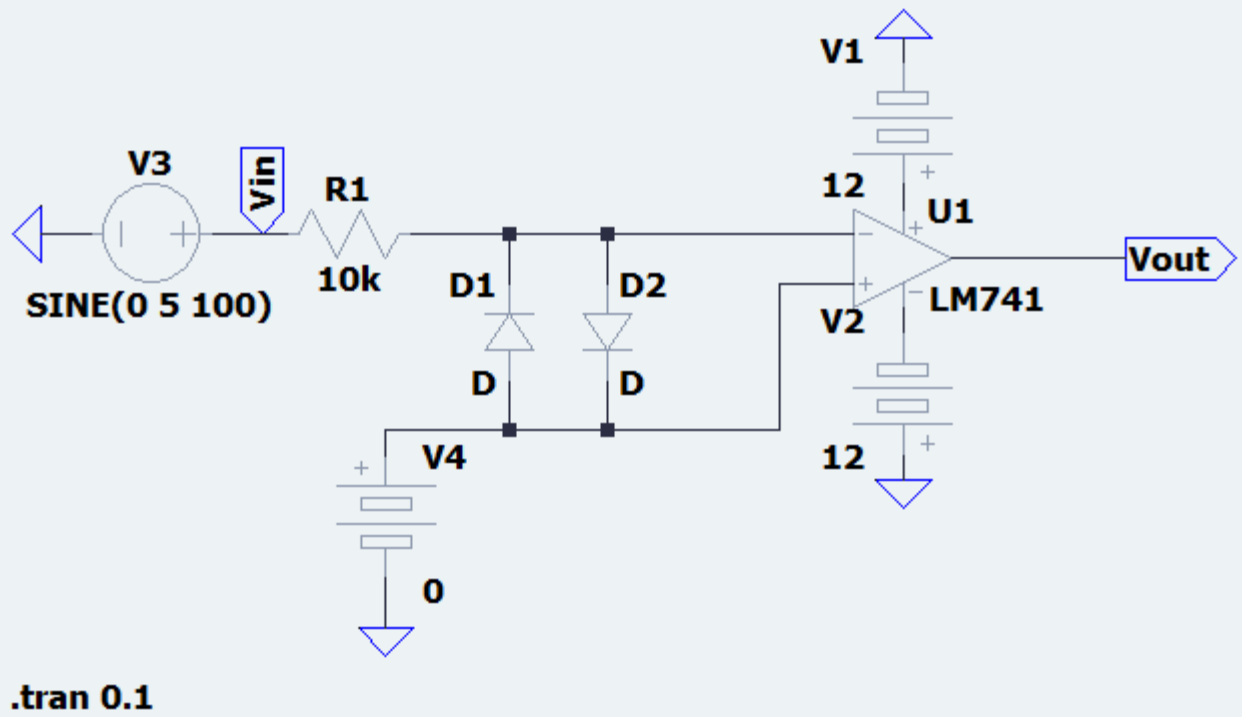 V1
V3
Vin
R1
12
U1
SINE(0 5 100)
10k
D1
D2
Vout
LM741
V2
D
D
V4
12
0
.tran 0.1